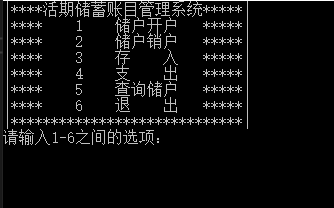 |****活期储蓄账目管理系统*****|
|**** 1 储户开户 *****|
|**** 2 储户销户 *****|
|**** 3 存 入 *****|
|**** 4 支 出 *****|
|**** 5 查询储户 *****|
|**** 6 退 出 *****|
|***************************|
请输入1-6之间的选项: